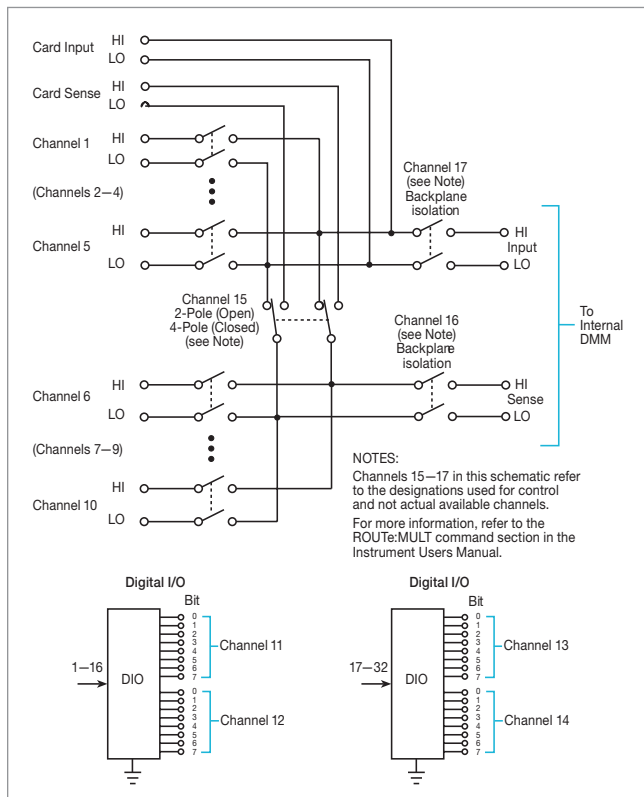 Card Input HI
LO
Card Sense HI
LO
Channel 1 HI
LO
(Channels 2—4)
Channel 5 HI
LO
Channel 17
(see Note)
Backplane
isolation
HI
Input
LO
Channel 15
2-Pole (Open)
4-Pole (Closed)
(see Note)
Channel 16
(see Note)
Backplane
isolation
To
Internal
DMM
Channel 6 HI
LO
HI
Sense
LO
(Channels 7—9)
Channel 10 HI
LO
NOTES:
Channels 15—17 in this schematic refer
to the designations used for control
and not actual available channels.
For more information, refer to the
ROUTe:MULT command section in the
Instrument Users Manual.
Digital I/O
Bit
1—16
DIO
0
1
2
3
4
5
6
7
Channel 11
0
1
2
3
4
5
6
7
Channel 12
Digital I/O
Bit
17—32
DIO
0
1
2
3
4
5
6
7
Channel 13
0
1
2
3
4
5
6
7
Channel 14